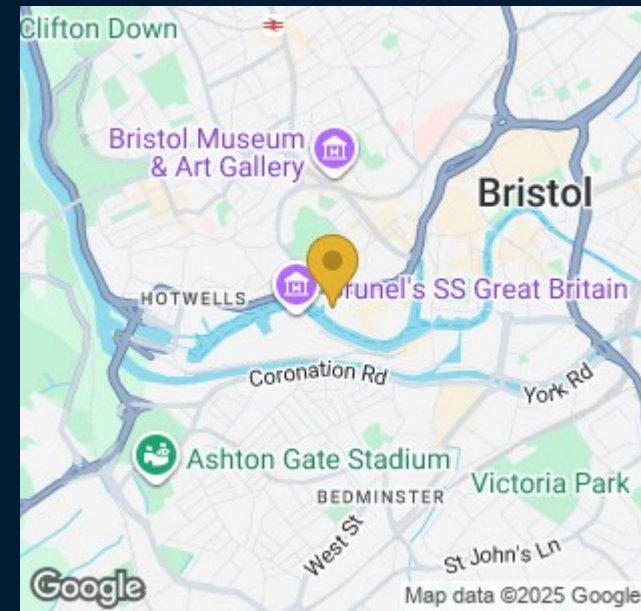 Clifton Down
Bristol Museum
& Art Gallery
Bristol
HOTWELLS
Brunel's SS Great Britain
Coronation Rd
York Rd
Ashton Gate Stadium
Victoria Park
BEDMINSTER
West St
St John's Ln
Google
Map data ©2025 Google